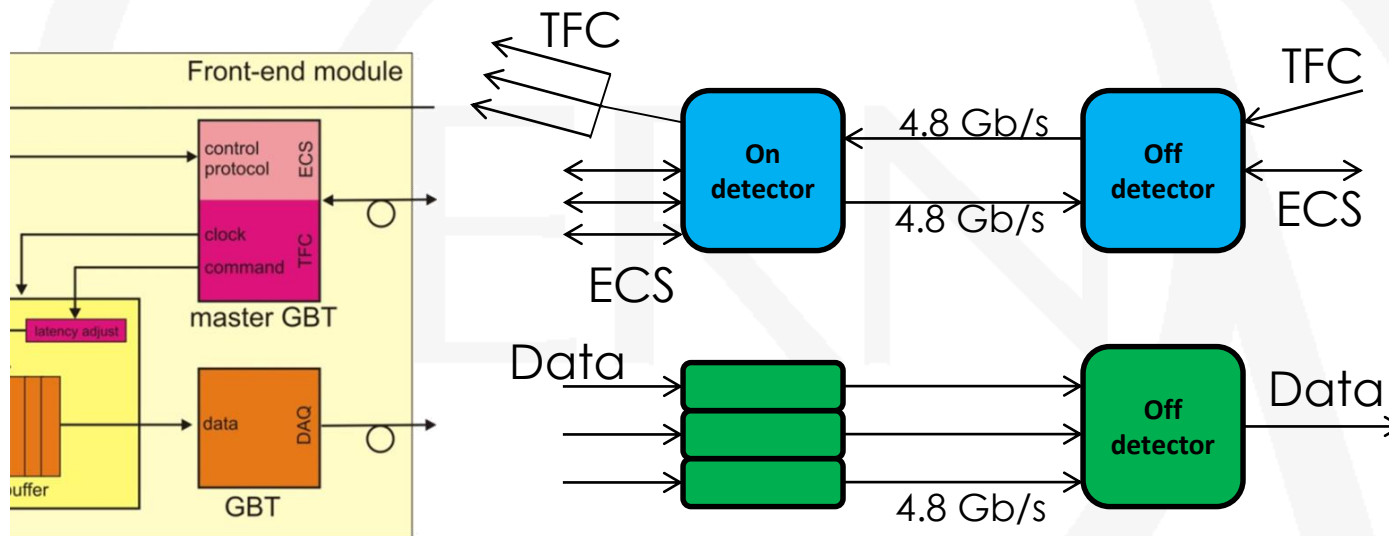 Front-end module
control
protocol
ECS
clock
command
TFC
master GBT
latency adjust
data
DAQ
GBT
TFC
ECS
On
detector
4.8 Gb/s
4.8 Gb/s
Off
detector
TFC
ECS
Data
4.8 Gb/s
Off
detector
Data